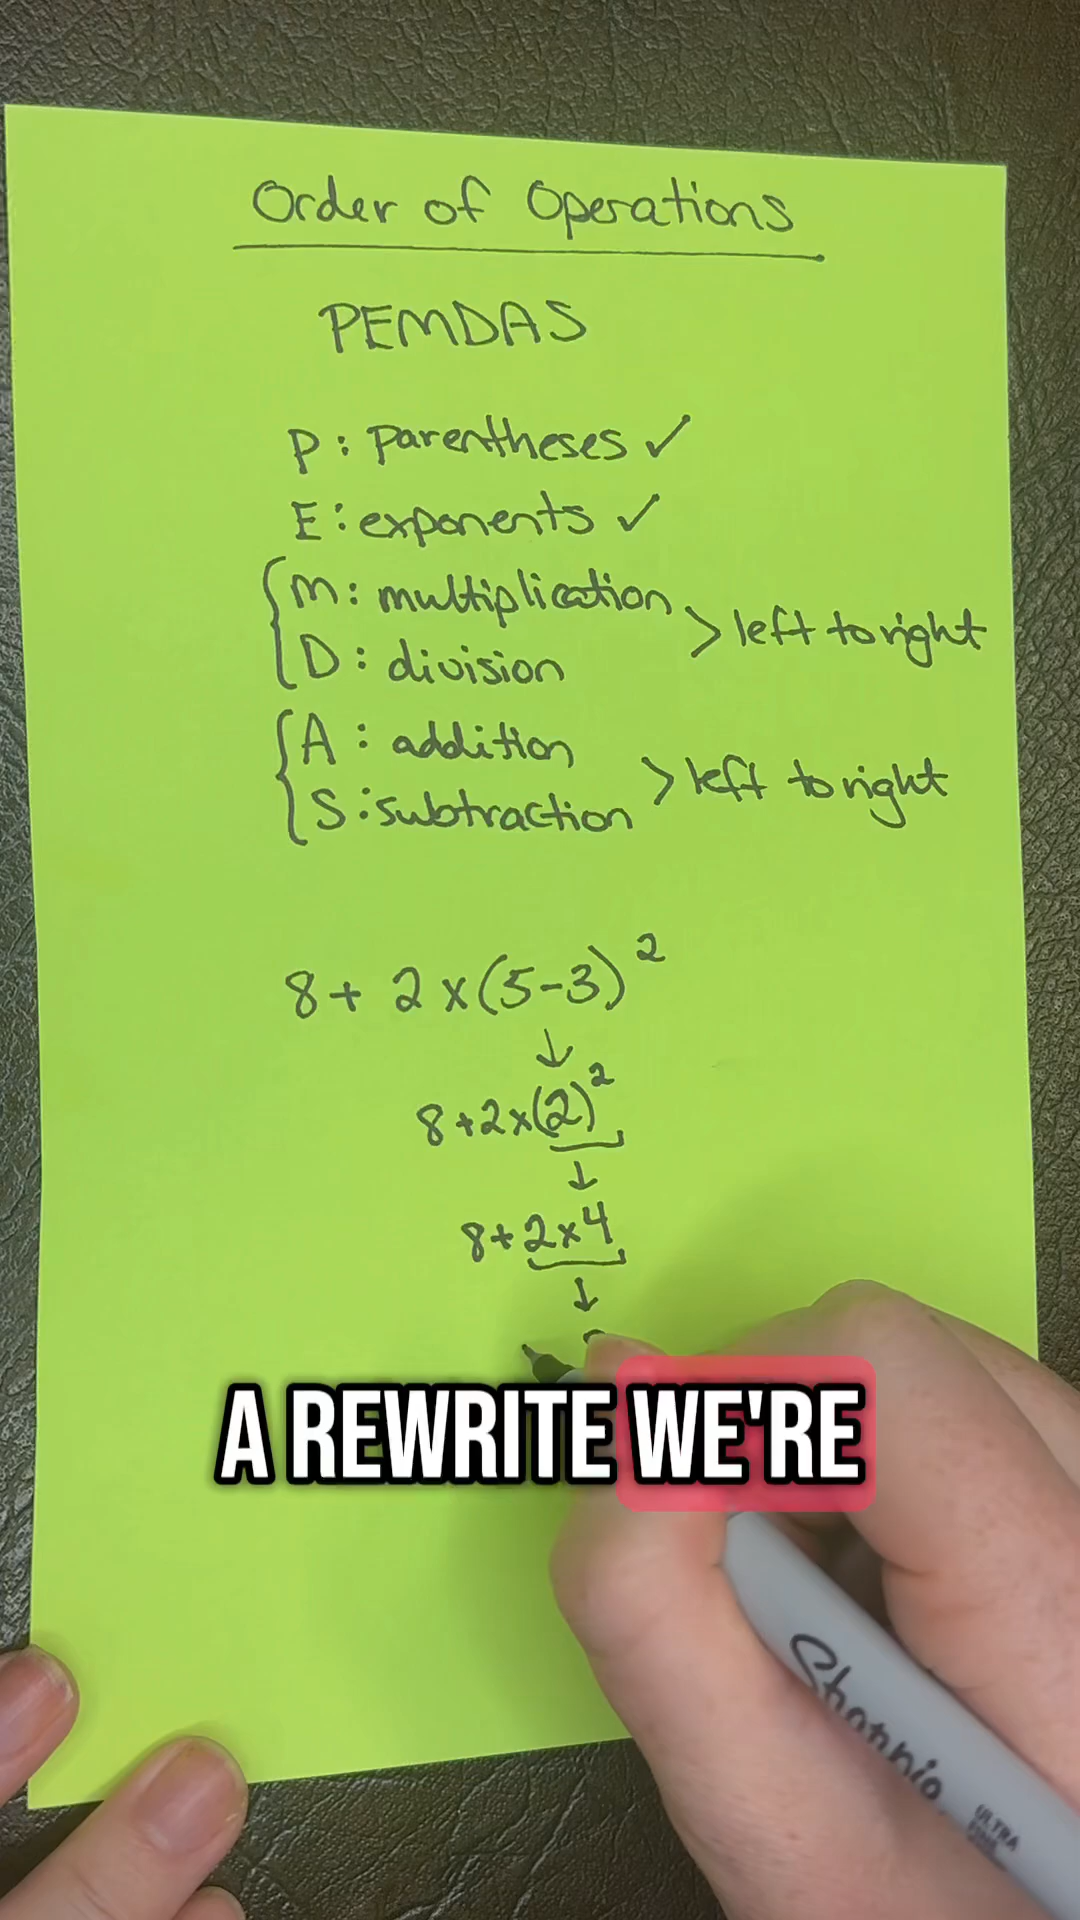 Order of Operations
PEMDAS
P: parentheses ✓
E: exponents ✓
M: multiplication
D: division
> left to right
A: addition
S: subtraction
> left to right
8+ 2 x (5-3)²
↓
8+2x(2)²
↓
8+2x4
↓
A REWRITE WE'RE
Sharpie
ULTRA